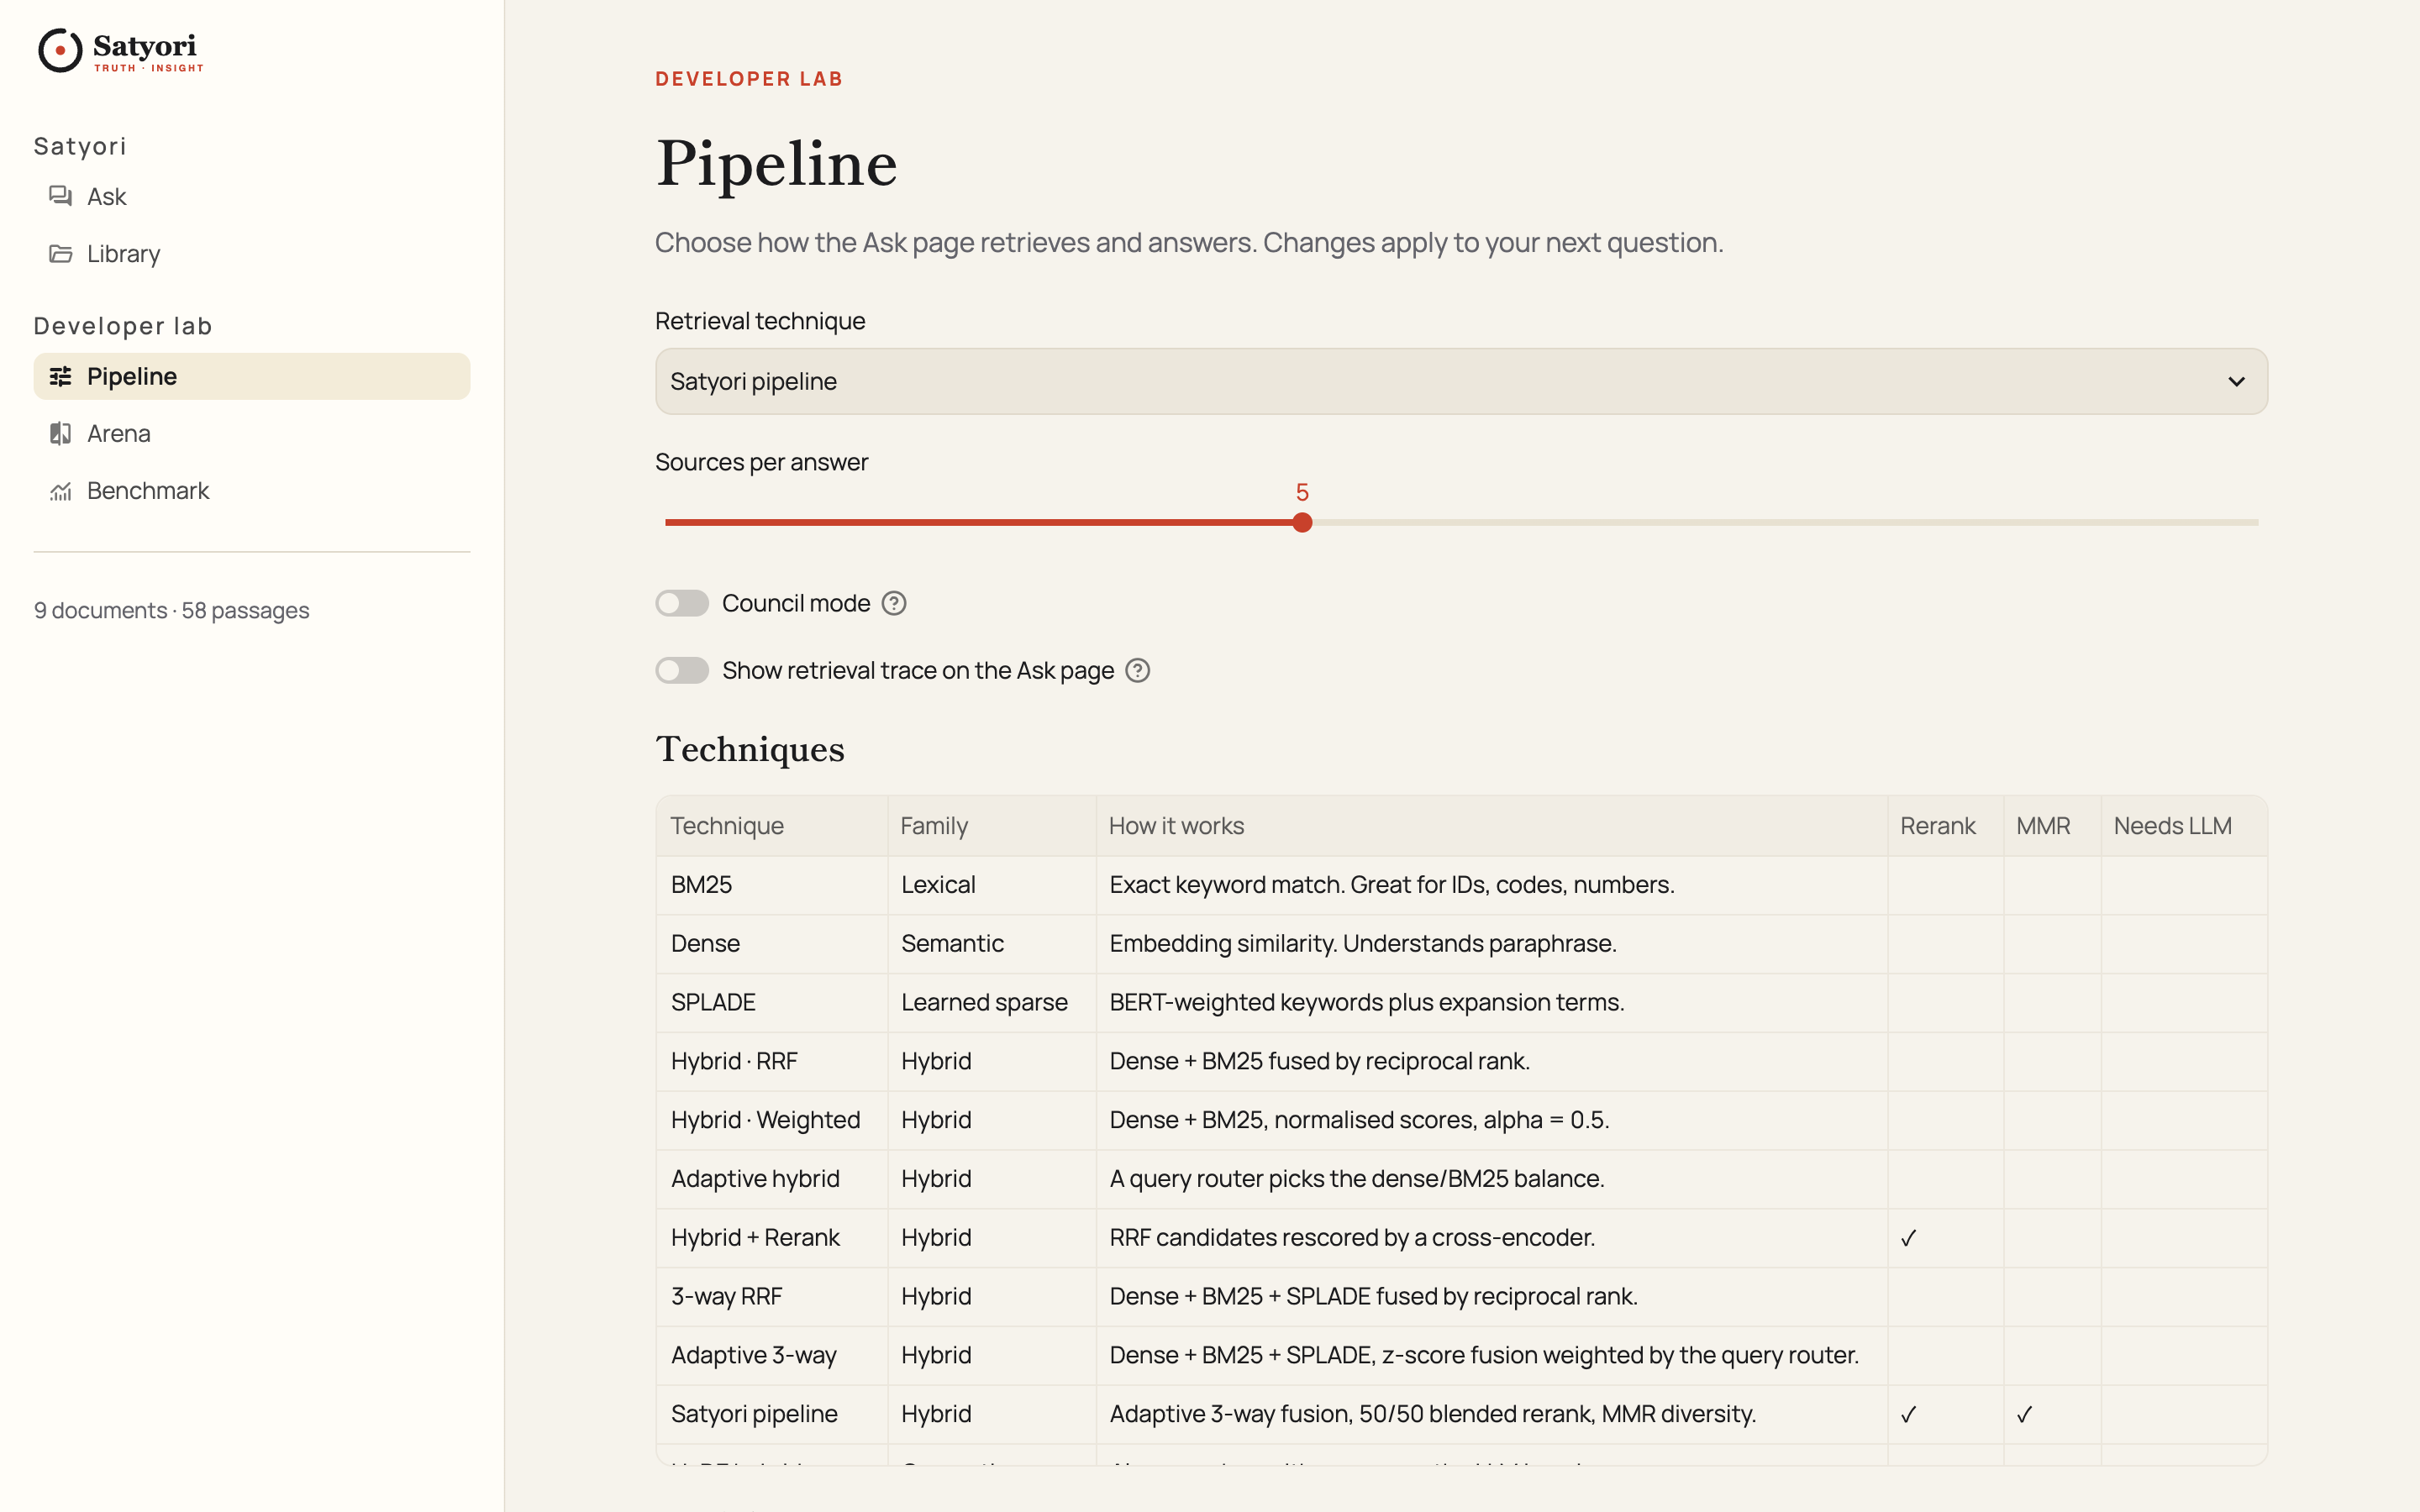 Satyori
TRUTH · INSIGHT
Satyori
Ask
Library
Developer lab
Pipeline
Arena
Benchmark
9 documents · 58 passages
DEVELOPER LAB
Pipeline
Choose how the Ask page retrieves and answers. Changes apply to your next question.
Retrieval technique
Satyori pipeline
Sources per answer
5
Council mode
Show retrieval trace on the Ask page
Techniques
Technique Family How it works Rerank MMR Needs LLM
BM25 Lexical Exact keyword match. Great for IDs, codes, numbers.
Dense Semantic Embedding similarity. Understands paraphrase.
SPLADE Learned sparse BERT-weighted keywords plus expansion terms.
Hybrid · RRF Hybrid Dense + BM25 fused by reciprocal rank.
Hybrid · Weighted Hybrid Dense + BM25, normalised scores, alpha = 0.5.
Adaptive hybrid Hybrid A query router picks the dense/BM25 balance.
Hybrid + Rerank Hybrid RRF candidates rescored by a cross-encoder. ✓
3-way RRF Hybrid Dense + BM25 + SPLADE fused by reciprocal rank.
Adaptive 3-way Hybrid Dense + BM25 + SPLADE, z-score fusion weighted by the query router.
Satyori pipeline Hybrid Adaptive 3-way fusion, 50/50 blended rerank, MMR diversity. ✓ ✓